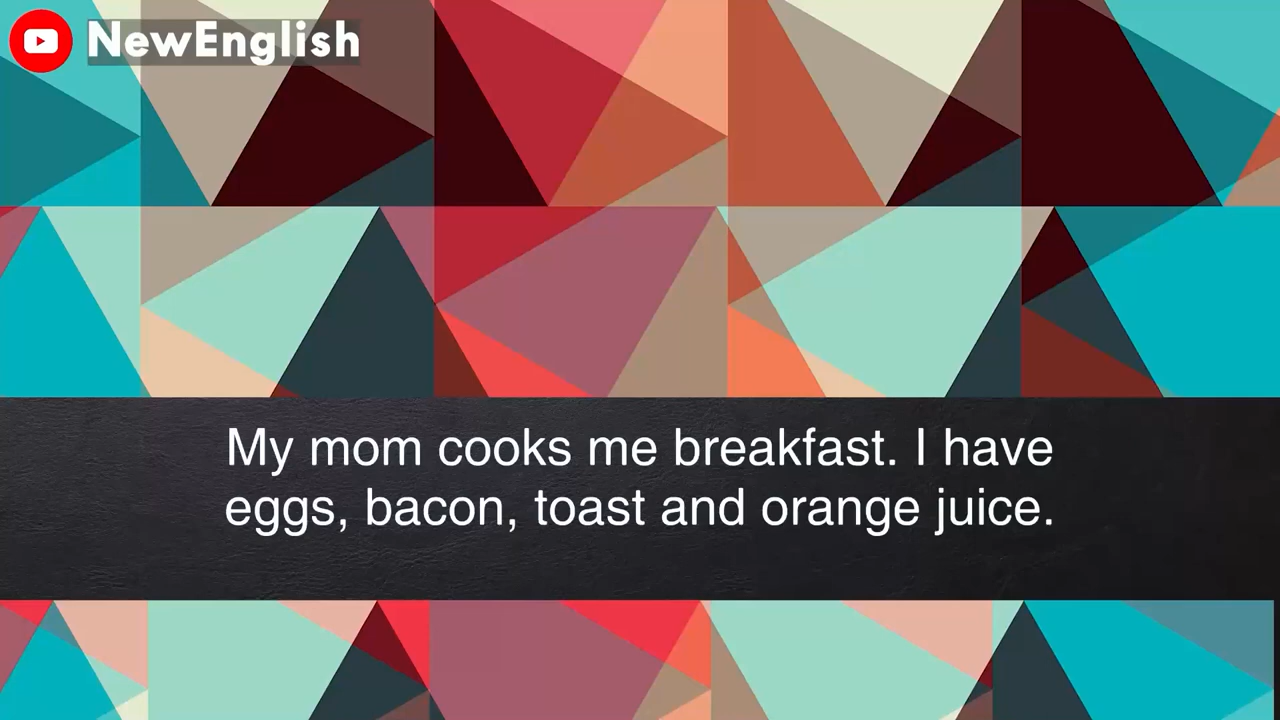 NewEnglish
My mom cooks me breakfast. I have
eggs, bacon, toast and orange juice.